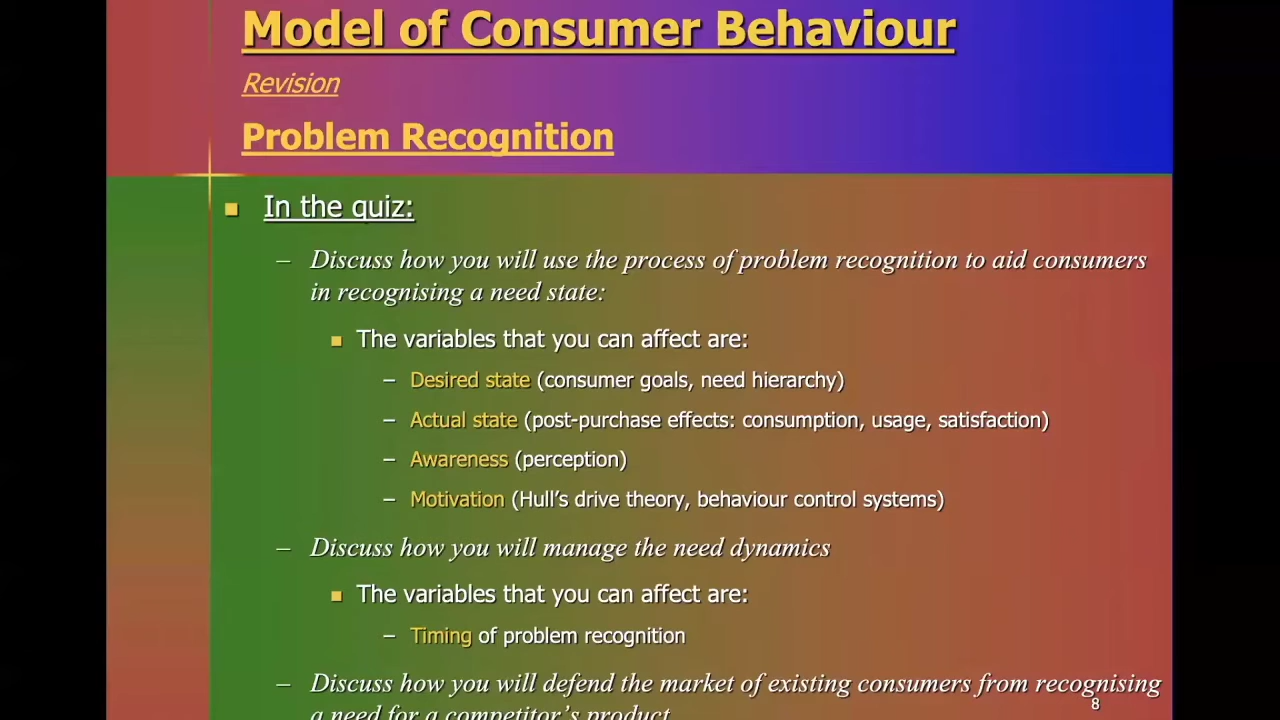 Model of Consumer Behaviour
Revision
Problem Recognition
In the quiz:
– Discuss how you will use the process of problem recognition to aid consumers
in recognising a need state:
The variables that you can affect are:
– Desired state (consumer goals, need hierarchy)
– Actual state (post-purchase effects: consumption, usage, satisfaction)
– Awareness (perception)
– Motivation (Hull’s drive theory, behaviour control systems)
– Discuss how you will manage the need dynamics
The variables that you can affect are:
– Timing of problem recognition
– Discuss how you will defend the market of existing consumers from recognising
a need for a competitor’s product
8